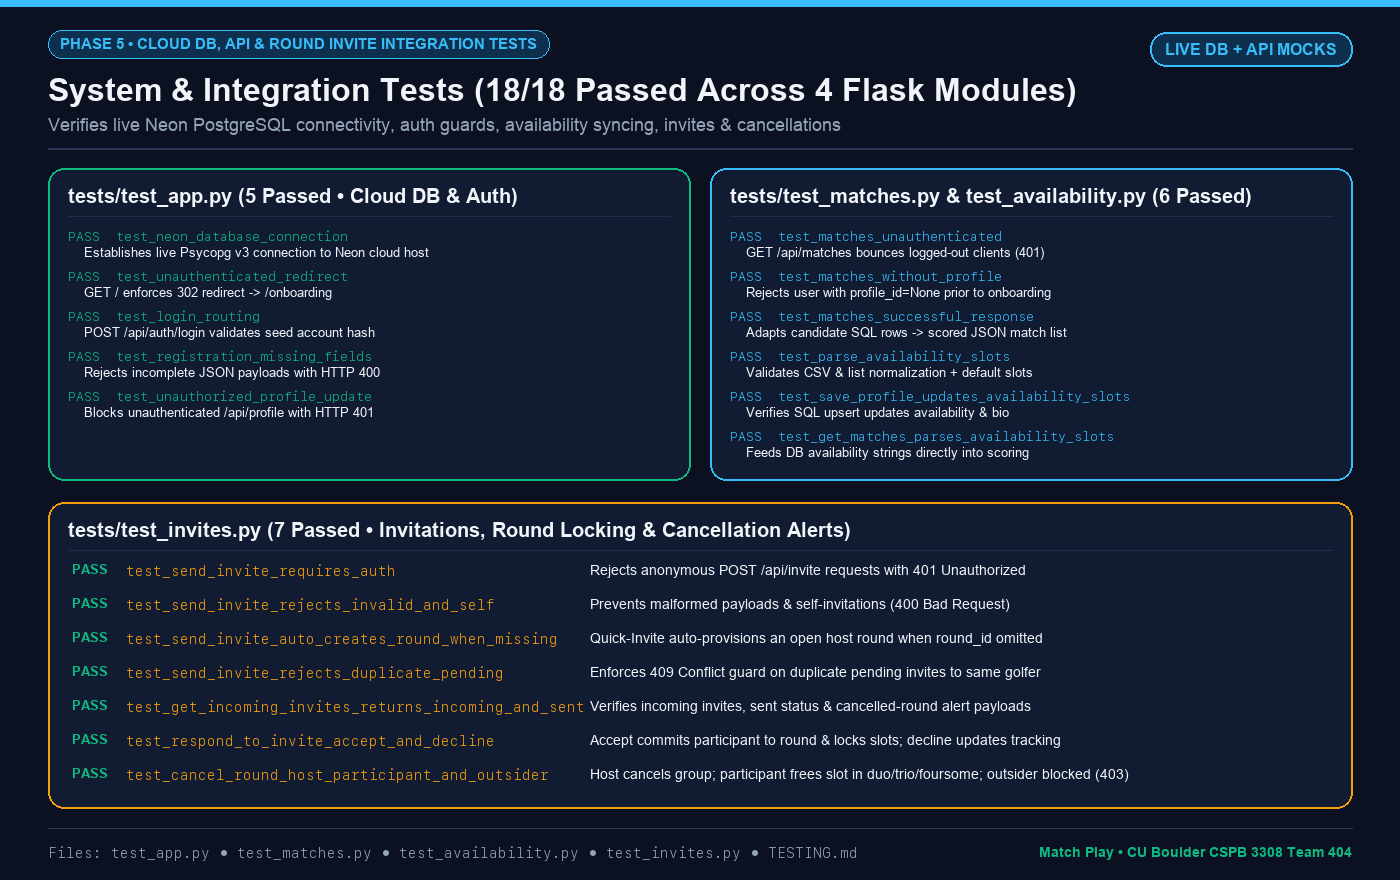 PHASE 5 • CLOUD DB, API & ROUND INVITE INTEGRATION TESTS
LIVE DB + API MOCKS
System & Integration Tests (18/18 Passed Across 4 Flask Modules)
Verifies live Neon PostgreSQL connectivity, auth guards, availability syncing, invites & cancellations
tests/test_app.py (5 Passed • Cloud DB & Auth)
PASS test_neon_database_connection
Establishes live Psycopg v3 connection to Neon cloud host
PASS test_unauthenticated_redirect
GET / enforces 302 redirect -> /onboarding
PASS test_login_routing
POST /api/auth/login validates seed account hash
PASS test_registration_missing_fields
Rejects incomplete JSON payloads with HTTP 400
PASS test_unauthorized_profile_update
Blocks unauthenticated /api/profile with HTTP 401
tests/test_matches.py & test_availability.py (6 Passed)
PASS test_matches_unauthenticated
GET /api/matches bounces logged-out clients (401)
PASS test_matches_without_profile
Rejects user with profile_id=None prior to onboarding
PASS test_matches_successful_response
Adapts candidate SQL rows -> scored JSON match list
PASS test_parse_availability_slots
Validates CSV & list normalization + default slots
PASS test_save_profile_updates_availability_slots
Verifies SQL upsert updates availability & bio
PASS test_get_matches_parses_availability_slots
Feeds DB availability strings directly into scoring
tests/test_invites.py (7 Passed • Invitations, Round Locking & Cancellation Alerts)
PASS test_send_invite_requires_auth Rejects anonymous POST /api/invite requests with 401 Unauthorized
PASS test_send_invite_rejects_invalid_and_self Prevents malformed payloads & self-invitations (400 Bad Request)
PASS test_send_invite_auto_creates_round_when_missing Quick-Invite auto-provisions an open host round when round_id omitted
PASS test_send_invite_rejects_duplicate_pending Enforces 409 Conflict guard on duplicate pending invites to same golfer
PASS test_get_incoming_invites_returns_incoming_and_sent Verifies incoming invites, sent status & cancelled-round alert payloads
PASS test_respond_to_invite_accept_and_decline Accept commits participant to round & locks slots; decline updates tracking
PASS test_cancel_round_host_participant_and_outsider Host cancels group; participant frees slot in duo/trio/foursome; outsider blocked (403)
Files: test_app.py • test_matches.py • test_availability.py • test_invites.py • TESTING.md
Match Play • CU Boulder CSPB 3308 Team 404